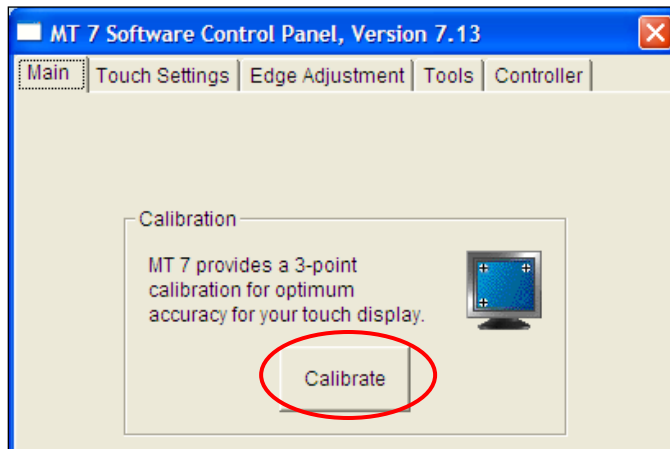 MT 7 Software Control Panel, Version 7.13
Main Touch Settings Edge Adjustment Tools Controller
Calibration
MT 7 provides a 3-point
calibration for optimum
accuracy for your touch display.
Calibrate